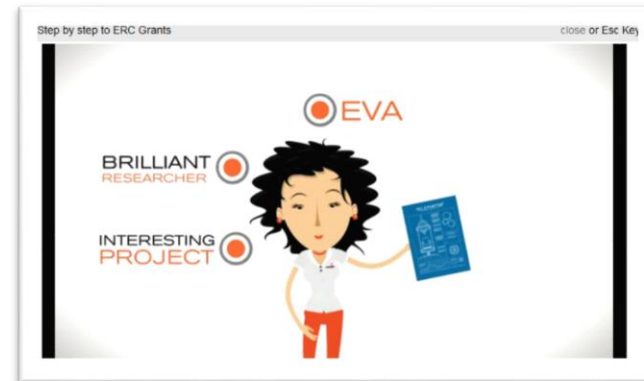 Step by step to ERC Grants
close or Esc Key
EVA
BRILLIANT
RESEARCHER
INTERESTING
PROJECT